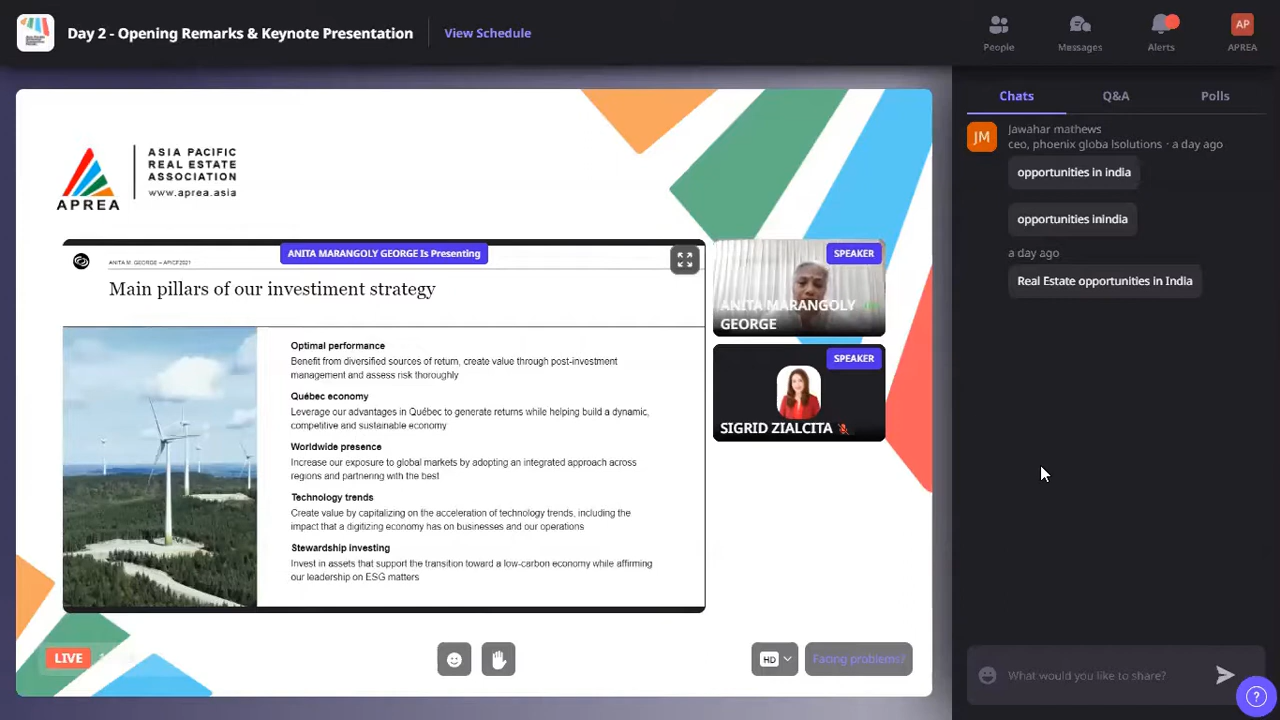 Day 2 - Opening Remarks & Keynote Presentation
View Schedule
People
Messages
Alerts
AP
APREA
ASIA PACIFIC
REAL ESTATE
ASSOCIATION
www.aprea.asia
APREA
ANITA MARANGOLY GEORGE Is Presenting
ANITA M. GEORGE – APICF2021
Main pillars of our investiment strategy
Optimal performance
Benefit from diversified sources of return, create value through post-investment
management and assess risk thoroughly
Québec economy
Leverage our advantages in Québec to generate returns while helping build a dynamic,
competitive and sustainable economy
Worldwide presence
Increase our exposure to global markets by adopting an integrated approach across
regions and partnering with the best
Technology trends
Create value by capitalizing on the acceleration of technology trends, including the
impact that a digitizing economy has on businesses and our operations
Stewardship investing
Invest in assets that support the transition toward a low-carbon economy while affirming
our leadership on ESG matters
SPEAKER
ANITA MARANGOLY
GEORGE
SPEAKER
SIGRID ZIALCITA
LIVE
HD
Facing problems?
Chats
Q&A
Polls
JM
Jawahar mathews
ceo, phoenix globa lsolutions · a day ago
opportunities in india
opportunities inindia
a day ago
Real Estate opportunities in India
What would you like to share?
?